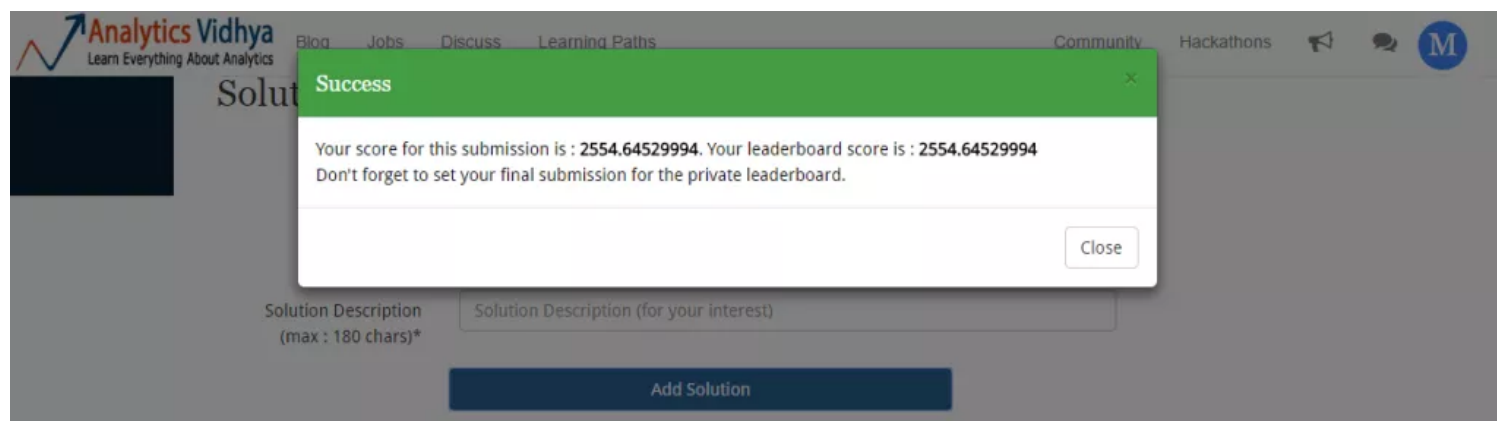 Analytics Vidhya
Learn Everything About Analytics
Blog Jobs Discuss Learning Paths Community Hackathons M
Solut
Success ×
Your score for this submission is : 2554.64529994. Your leaderboard score is : 2554.64529994
Don't forget to set your final submission for the private leaderboard.
Close
Solution Description
(max : 180 chars)*
Solution Description (for your interest)
Add Solution